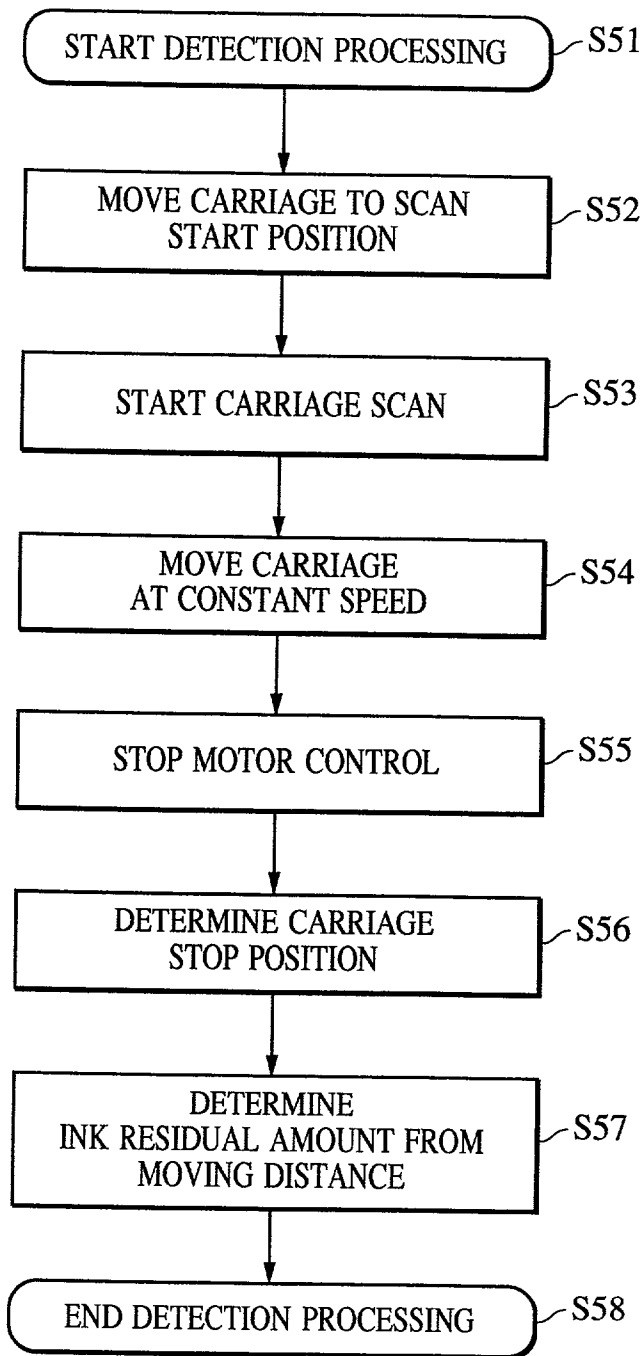 START DETECTION PROCESSING
S51
MOVE CARRIAGE TO SCAN
START POSITION
S52
START CARRIAGE SCAN
S53
MOVE CARRIAGE
AT CONSTANT SPEED
S54
STOP MOTOR CONTROL
S55
DETERMINE CARRIAGE
STOP POSITION
S56
DETERMINE
INK RESIDUAL AMOUNT FROM
MOVING DISTANCE
S57
END DETECTION PROCESSING
S58